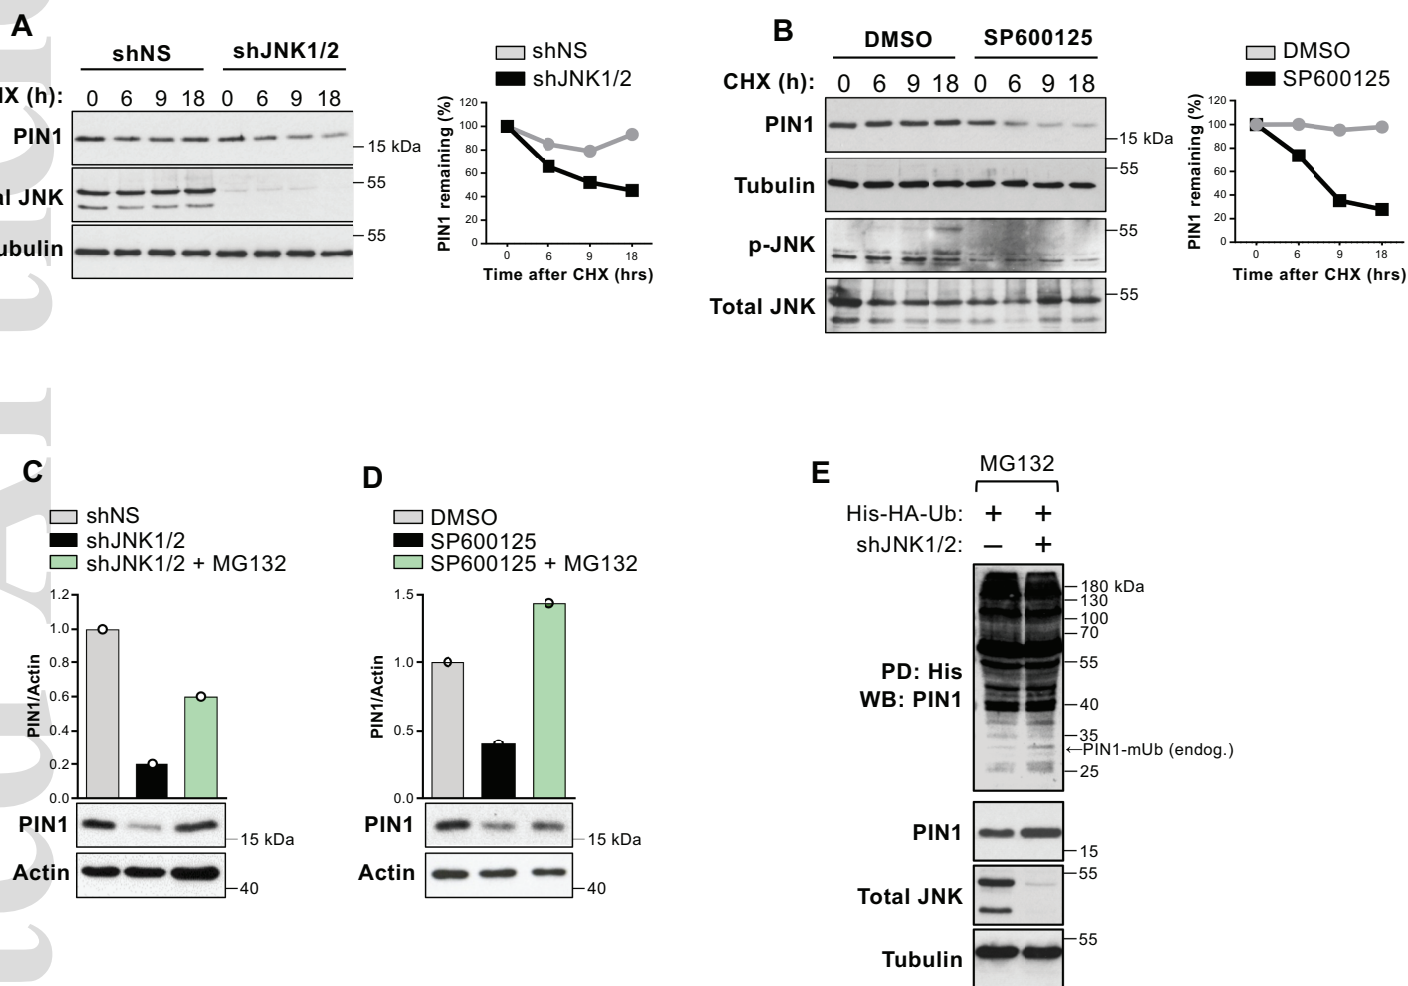 A
shNS
shJNK1/2
X (h):
0 6 9 18 0 6 9 18
PIN1
15 kDa
al JNK
55
ubulin
55
shNS
shJNK1/2
PIN1 remaining (%)
120
100
80
60
40
20
0
0 6 9 18
Time after CHX (hrs)
B
DMSO
SP600125
CHX (h):
0 6 9 18 0 6 9 18
PIN1
15 kDa
Tubulin
55
p-JNK
55
Total JNK
55
DMSO
SP600125
PIN1 remaining (%)
120
100
80
60
40
20
0
0 6 9 18
Time after CHX (hrs)
C
shNS
shJNK1/2
shJNK1/2 + MG132
PIN1/Actin
1.2
1.0
0.8
0.6
0.4
0.2
0.0
PIN1
15 kDa
Actin
40
D
DMSO
SP600125
SP600125 + MG132
PIN1/Actin
1.5
1.0
0.5
0.0
PIN1
15 kDa
Actin
40
E
MG132
His-HA-Ub: + +
shJNK1/2: – +
PD: His
WB: PIN1
180 kDa
130
100
70
55
40
35
←PIN1-mUb (endog.)
25
PIN1
15
Total JNK
55
Tubulin
55